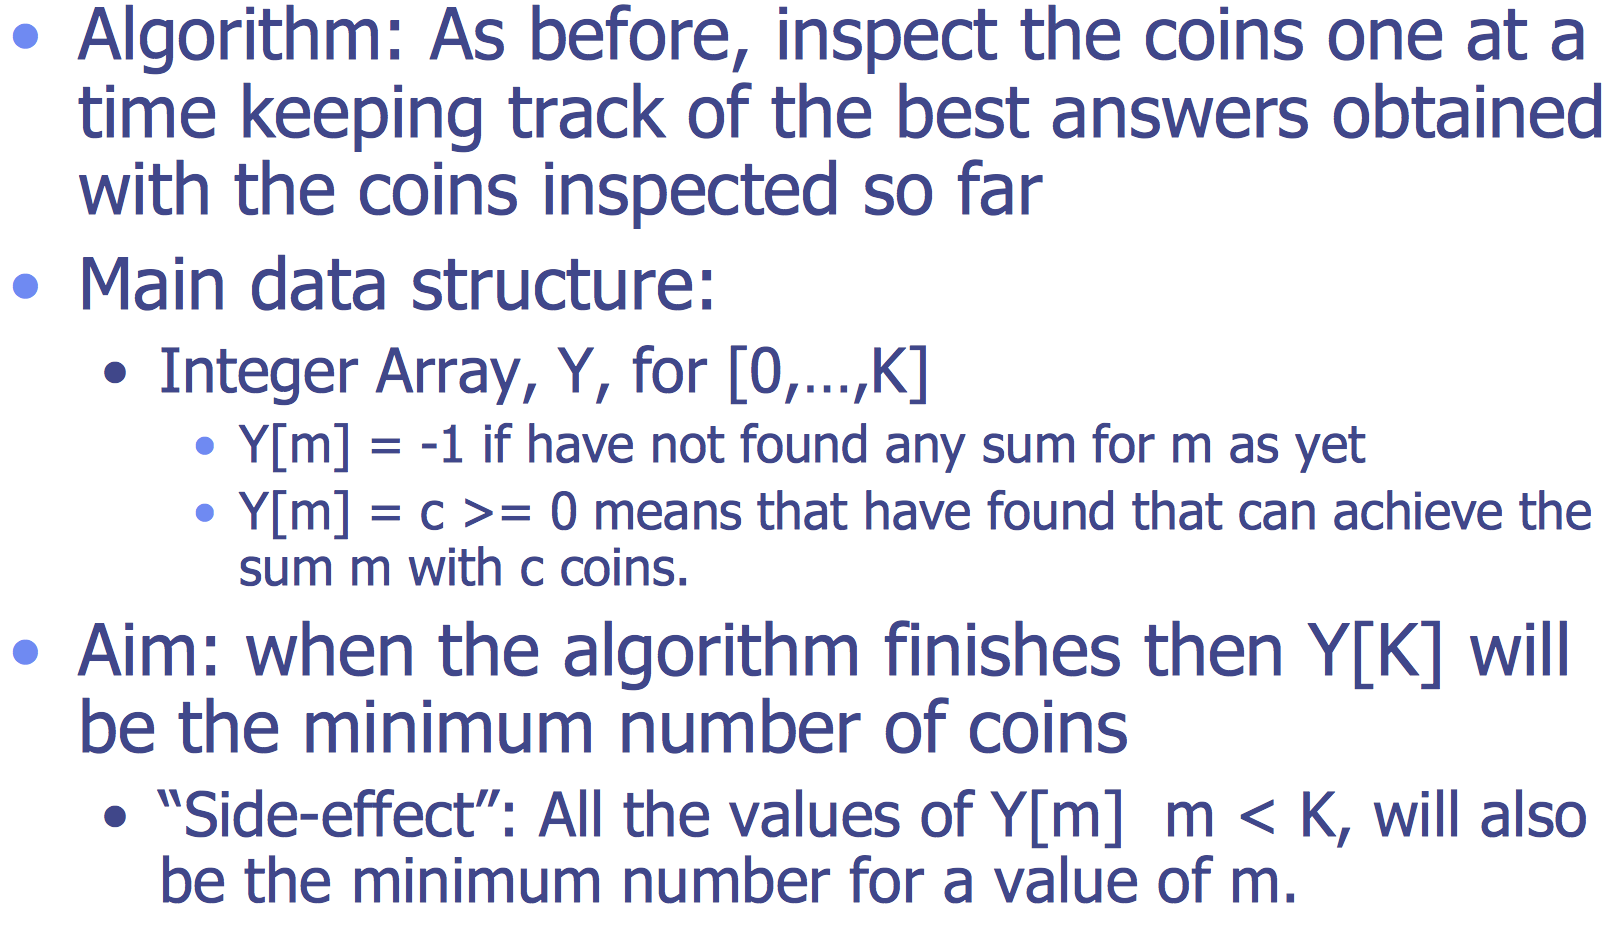 Algorithm: As before, inspect the coins one at a
time keeping track of the best answers obtained
with the coins inspected so far
Main data structure:
Integer Array, Y, for [0,...,K]
Y[m] = -1 if have not found any sum for m as yet
Y[m] = c >= 0 means that have found that can achieve the
sum m with c coins.
Aim: when the algorithm finishes then Y[K] will
be the minimum number of coins
“Side-effect”: All the values of Y[m]  m < K, will also
be the minimum number for a value of m.